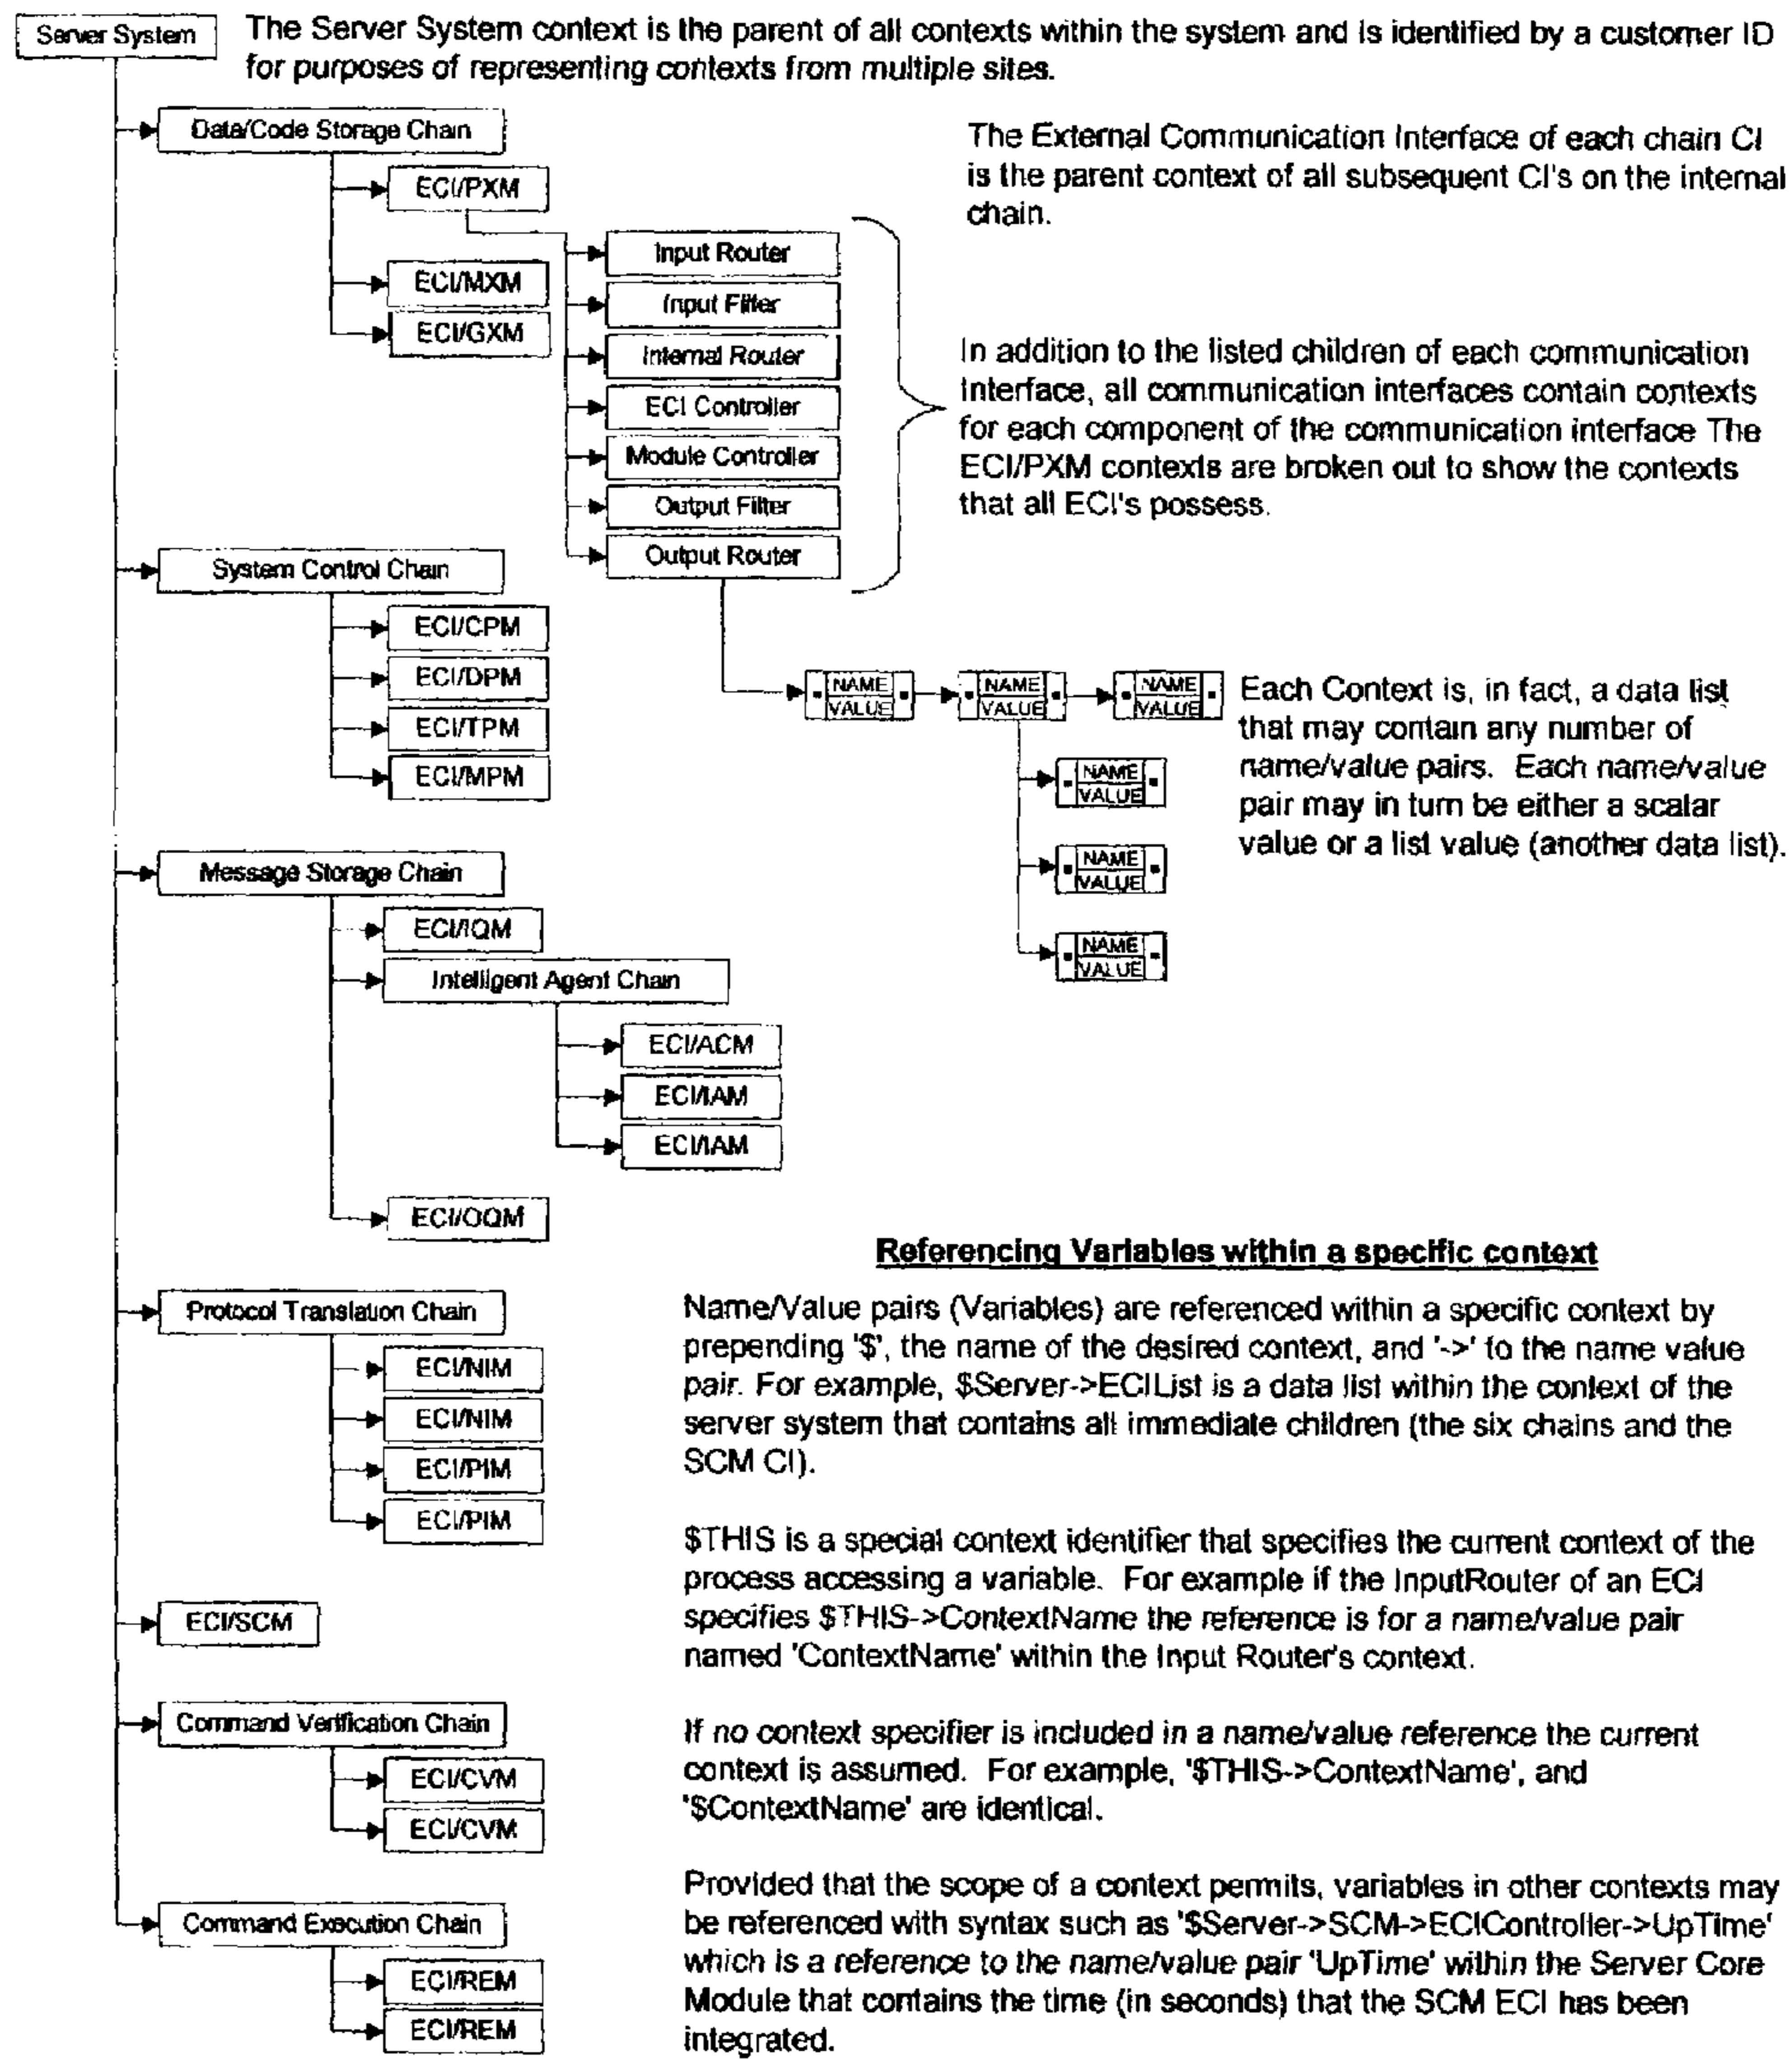 Server System
The Server System context is the parent of all contexts within the system and is identified by a customer ID
for purposes of representing contexts from multiple sites.
Data/Code Storage Chain
The External Communication Interface of each chain CI
is the parent context of all subsequent CI's on the internal
chain.
ECI/PXM
Input Router
ECI/MXM
Input Filter
ECI/GXM
Internal Router
In addition to the listed children of each communication
Interface, all communication interfaces contain contexts
for each component of the communication interface The
ECI/PXM contexts are broken out to show the contexts
that all ECI's possess.
ECI Controller
Module Controller
Output Filter
Output Router
System Control Chain
ECI/CPM
ECI/DPM
ECI/TPM
ECI/MPM
NAME
VALUE
NAME
VALUE
NAME
VALUE
NAME
VALUE
NAME
VALUE
NAME
VALUE
Each Context is, in fact, a data list
that may contain any number of
name/value pairs. Each name/value
pair may in turn be either a scalar
value or a list value (another data list).
Message Storage Chain
ECI/IQM
Intelligent Agent Chain
ECI/ACM
ECI/IAM
ECI/IAM
ECI/OQM
Referencing Variables within a specific context
Protocol Translation Chain
ECI/NIM
ECI/NIM
ECI/PIM
ECI/PIM
Name/Value pairs (Variables) are referenced within a specific context by
prepending '$', the name of the desired context, and '->' to the name value
pair. For example, $Server->ECIList is a data list within the context of the
server system that contains all immediate children (the six chains and the
SCM CI).
$THIS is a special context identifier that specifies the current context of the
process accessing a variable. For example if the InputRouter of an ECI
specifies $THIS->ContextName the reference is for a name/value pair
named 'ContextName' within the Input Router's context.
ECI/SCM
Command Verification Chain
ECI/CVM
ECI/CVM
If no context specifier is included in a name/value reference the current
context is assumed. For example, '$THIS->ContextName', and
'$ContextName' are identical.
Command Execution Chain
ECI/REM
ECI/REM
Provided that the scope of a context permits, variables in other contexts may
be referenced with syntax such as '$Server->SCM->ECIController->UpTime'
which is a reference to the name/value pair 'UpTime' within the Server Core
Module that contains the time (in seconds) that the SCM ECI has been
integrated.